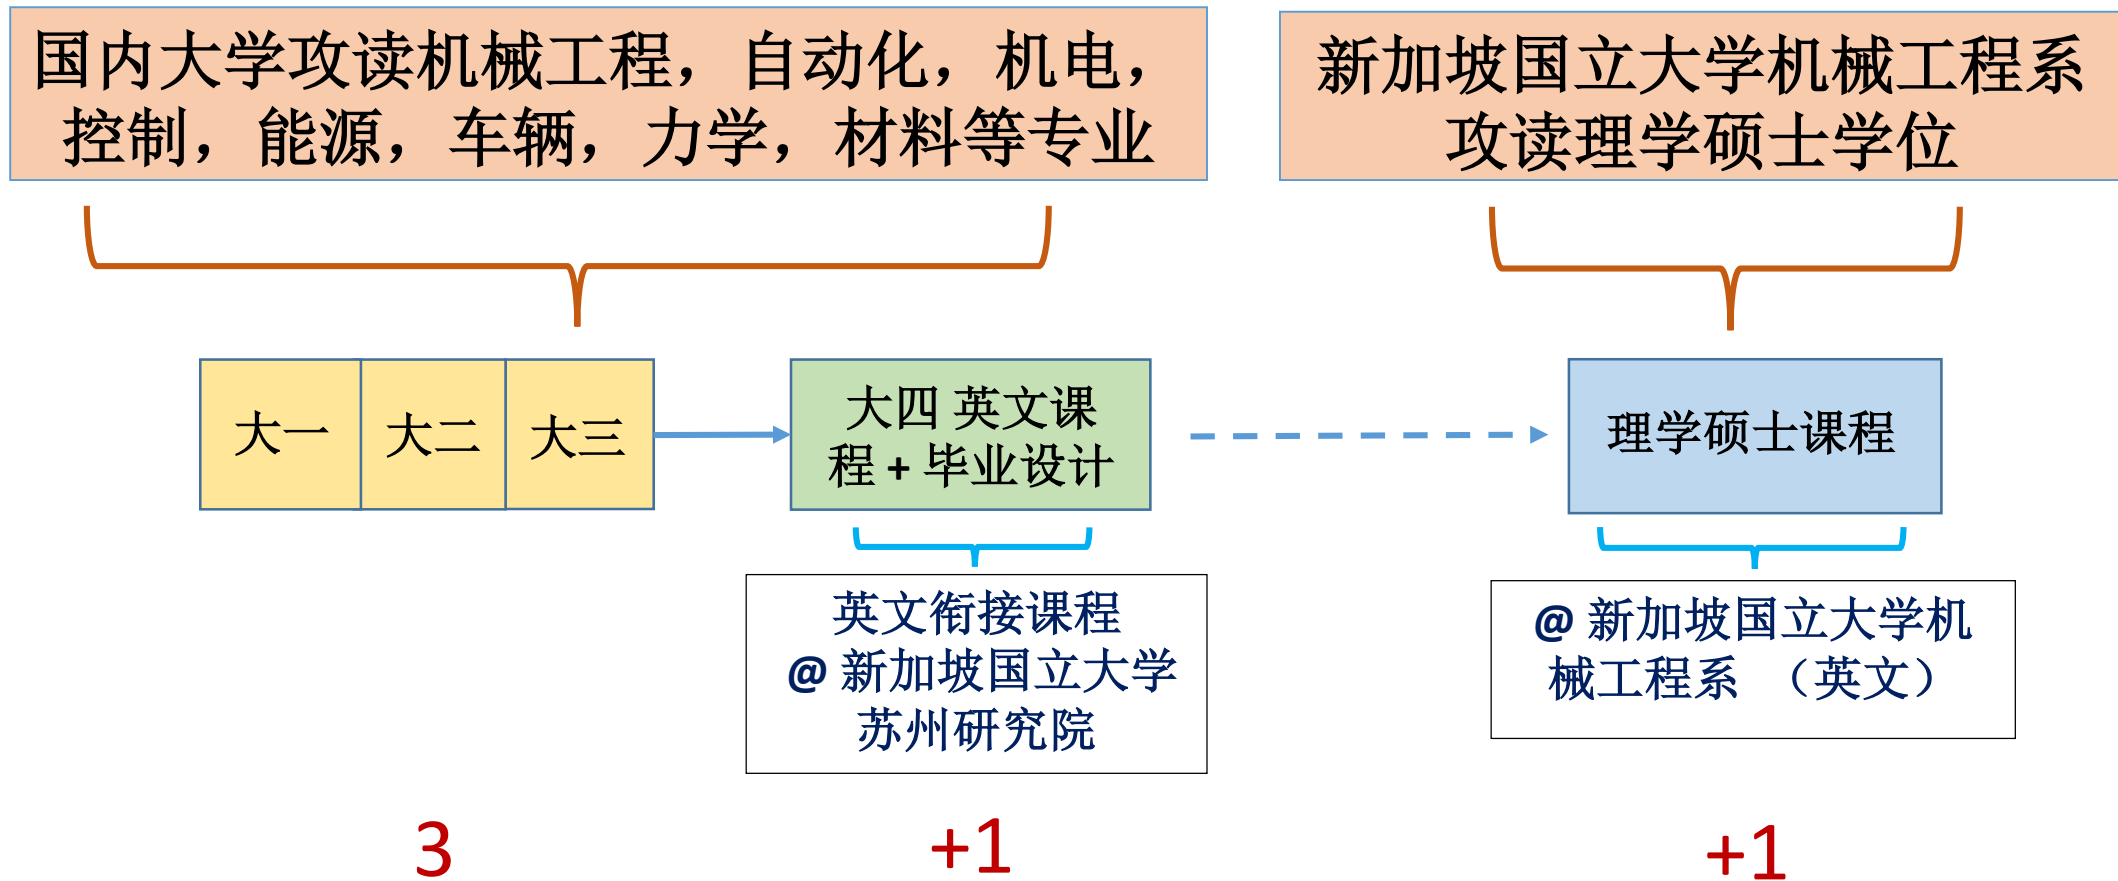 国内大学攻读机械工程，自动化，机电，
控制，能源，车辆，力学，材料等专业
新加坡国立大学机械工程系
攻读理学硕士学位
大一
大二
大三
大四 英文课
程 + 毕业设计
理学硕士课程
英文衔接课程
@ 新加坡国立大学
苏州研究院
@ 新加坡国立大学机
械工程系 （英文）
3
+1
+1